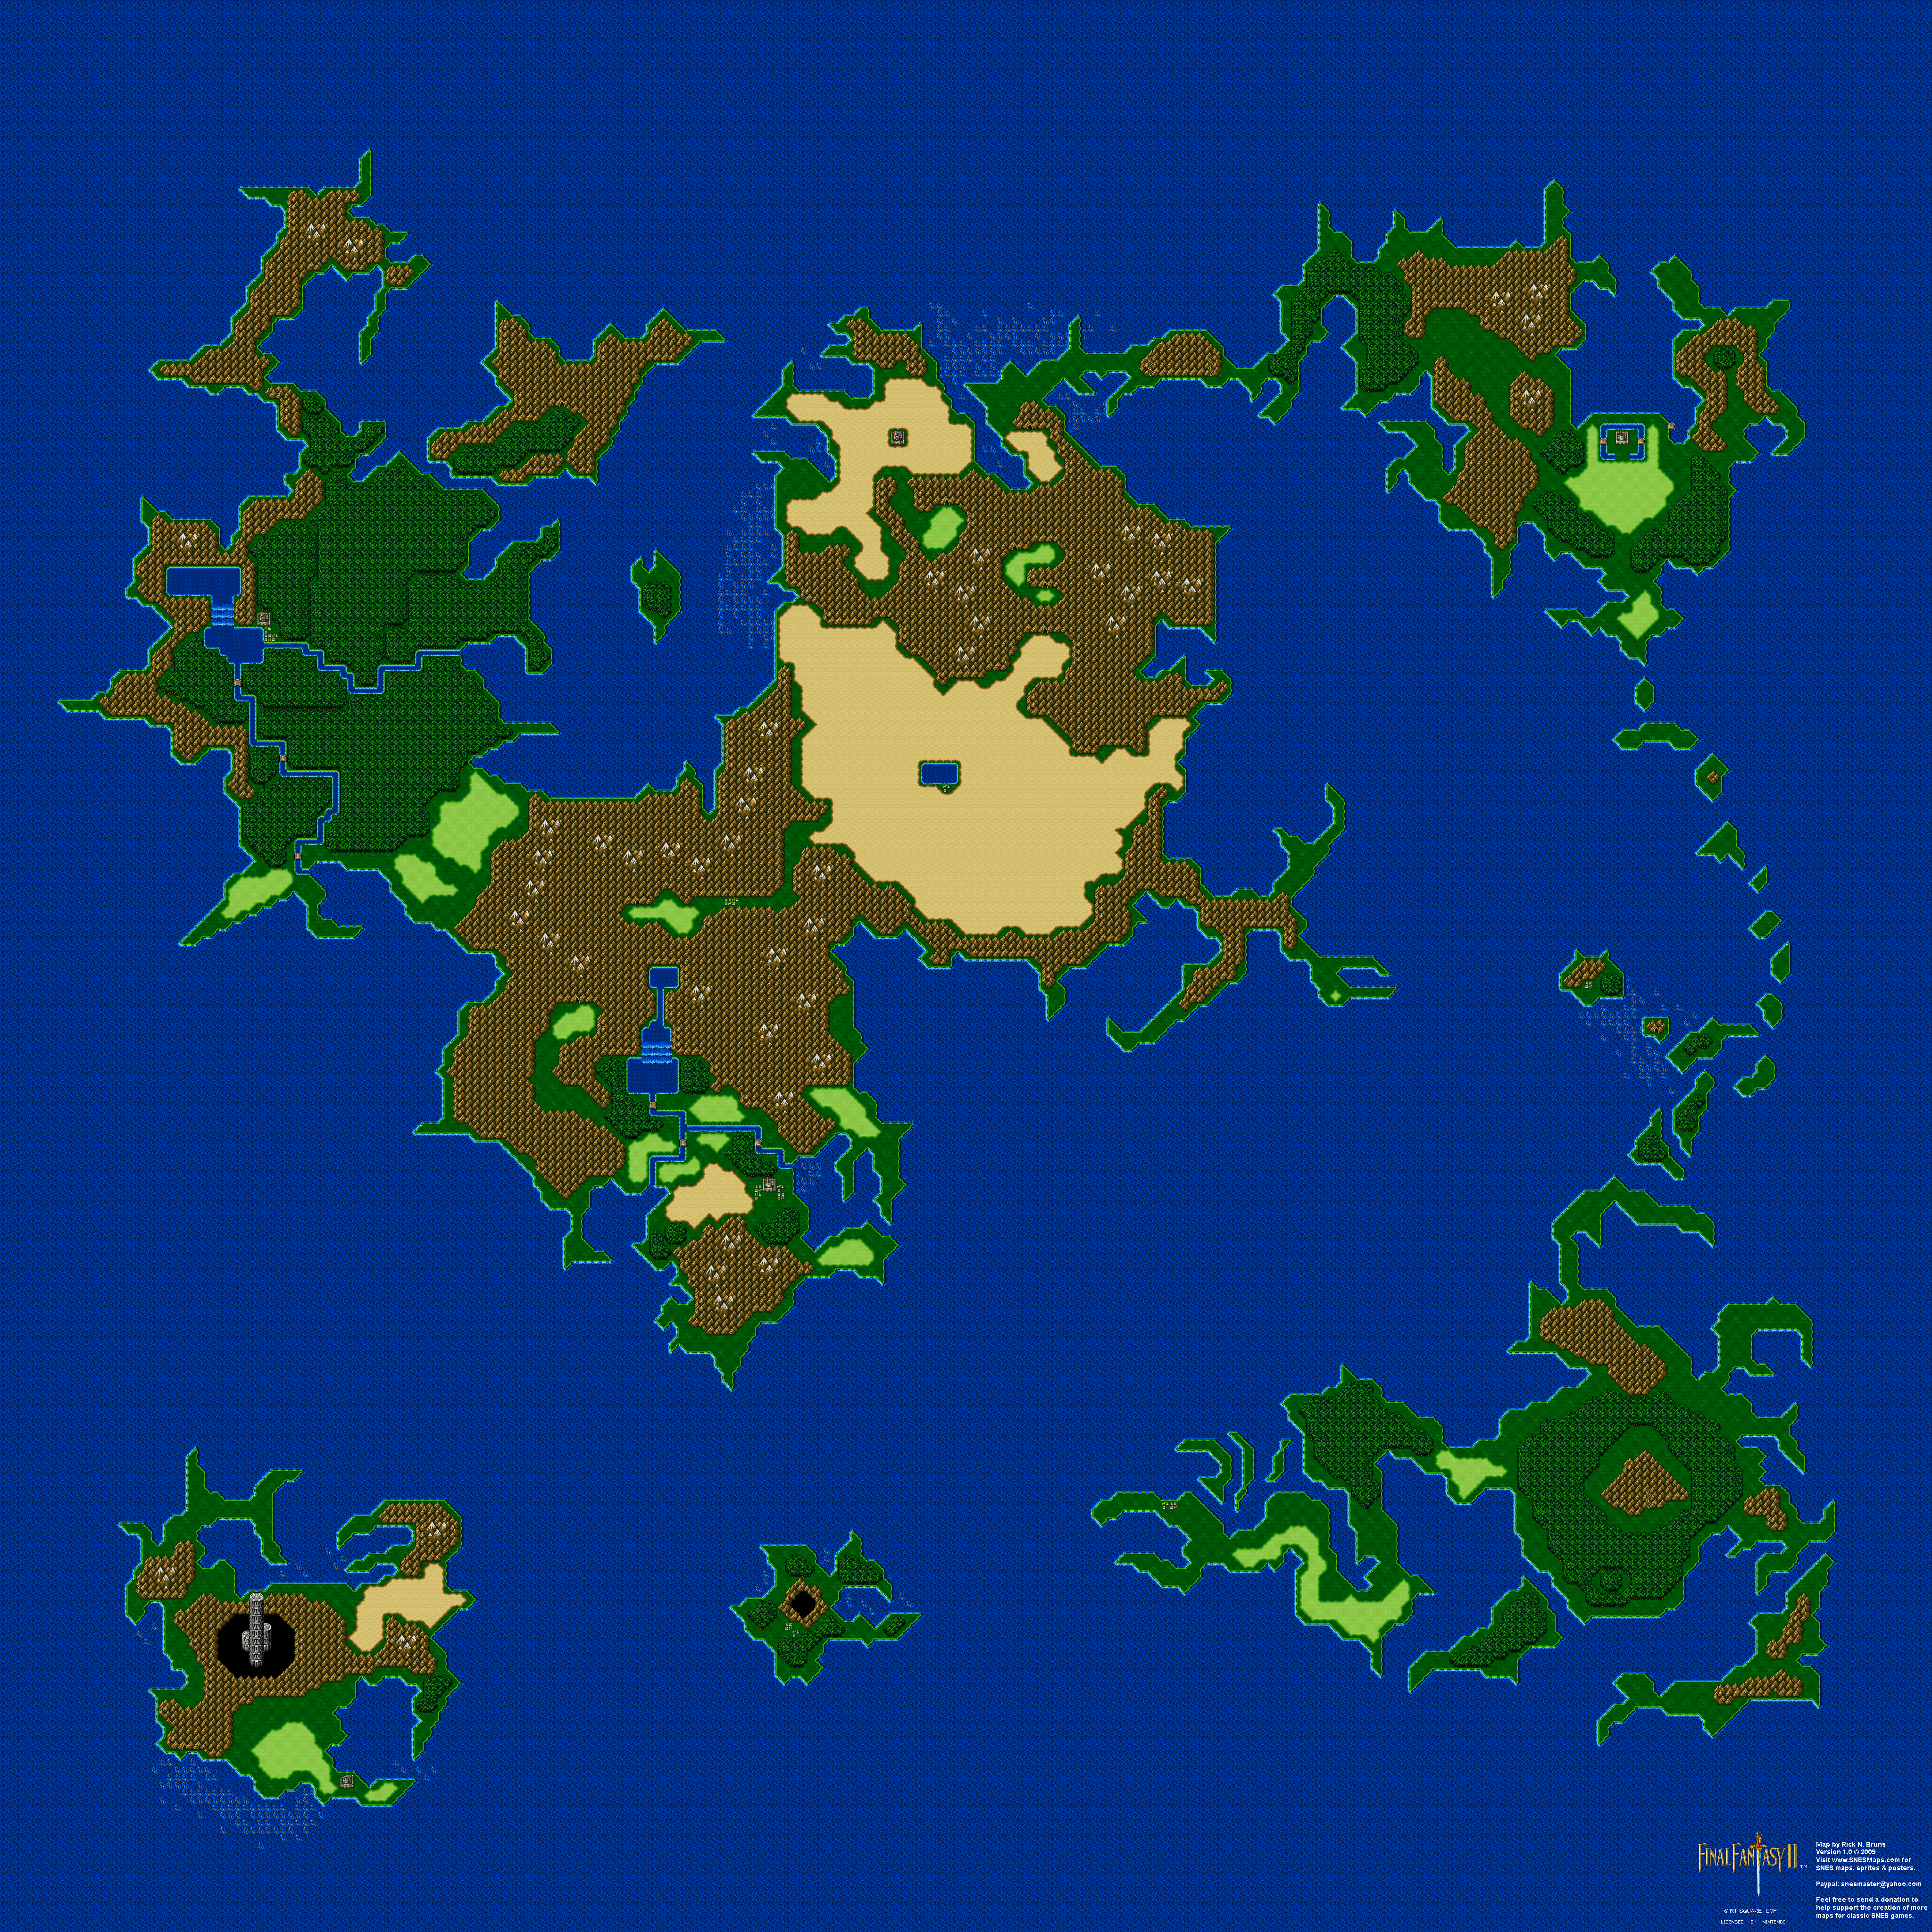 FINAL FANTASY II™
Map by Rick N. Bruns
Version 1.0 © 2009
Visit www.SNESMaps.com for
SNES maps, sprites & posters.
Paypal: snesmaster@yahoo.com
Feel free to send a donation to
help support the creation of more
maps for classic SNES games.
© 1991 SQUARE SOFT
LICENSED BY NINTENDO